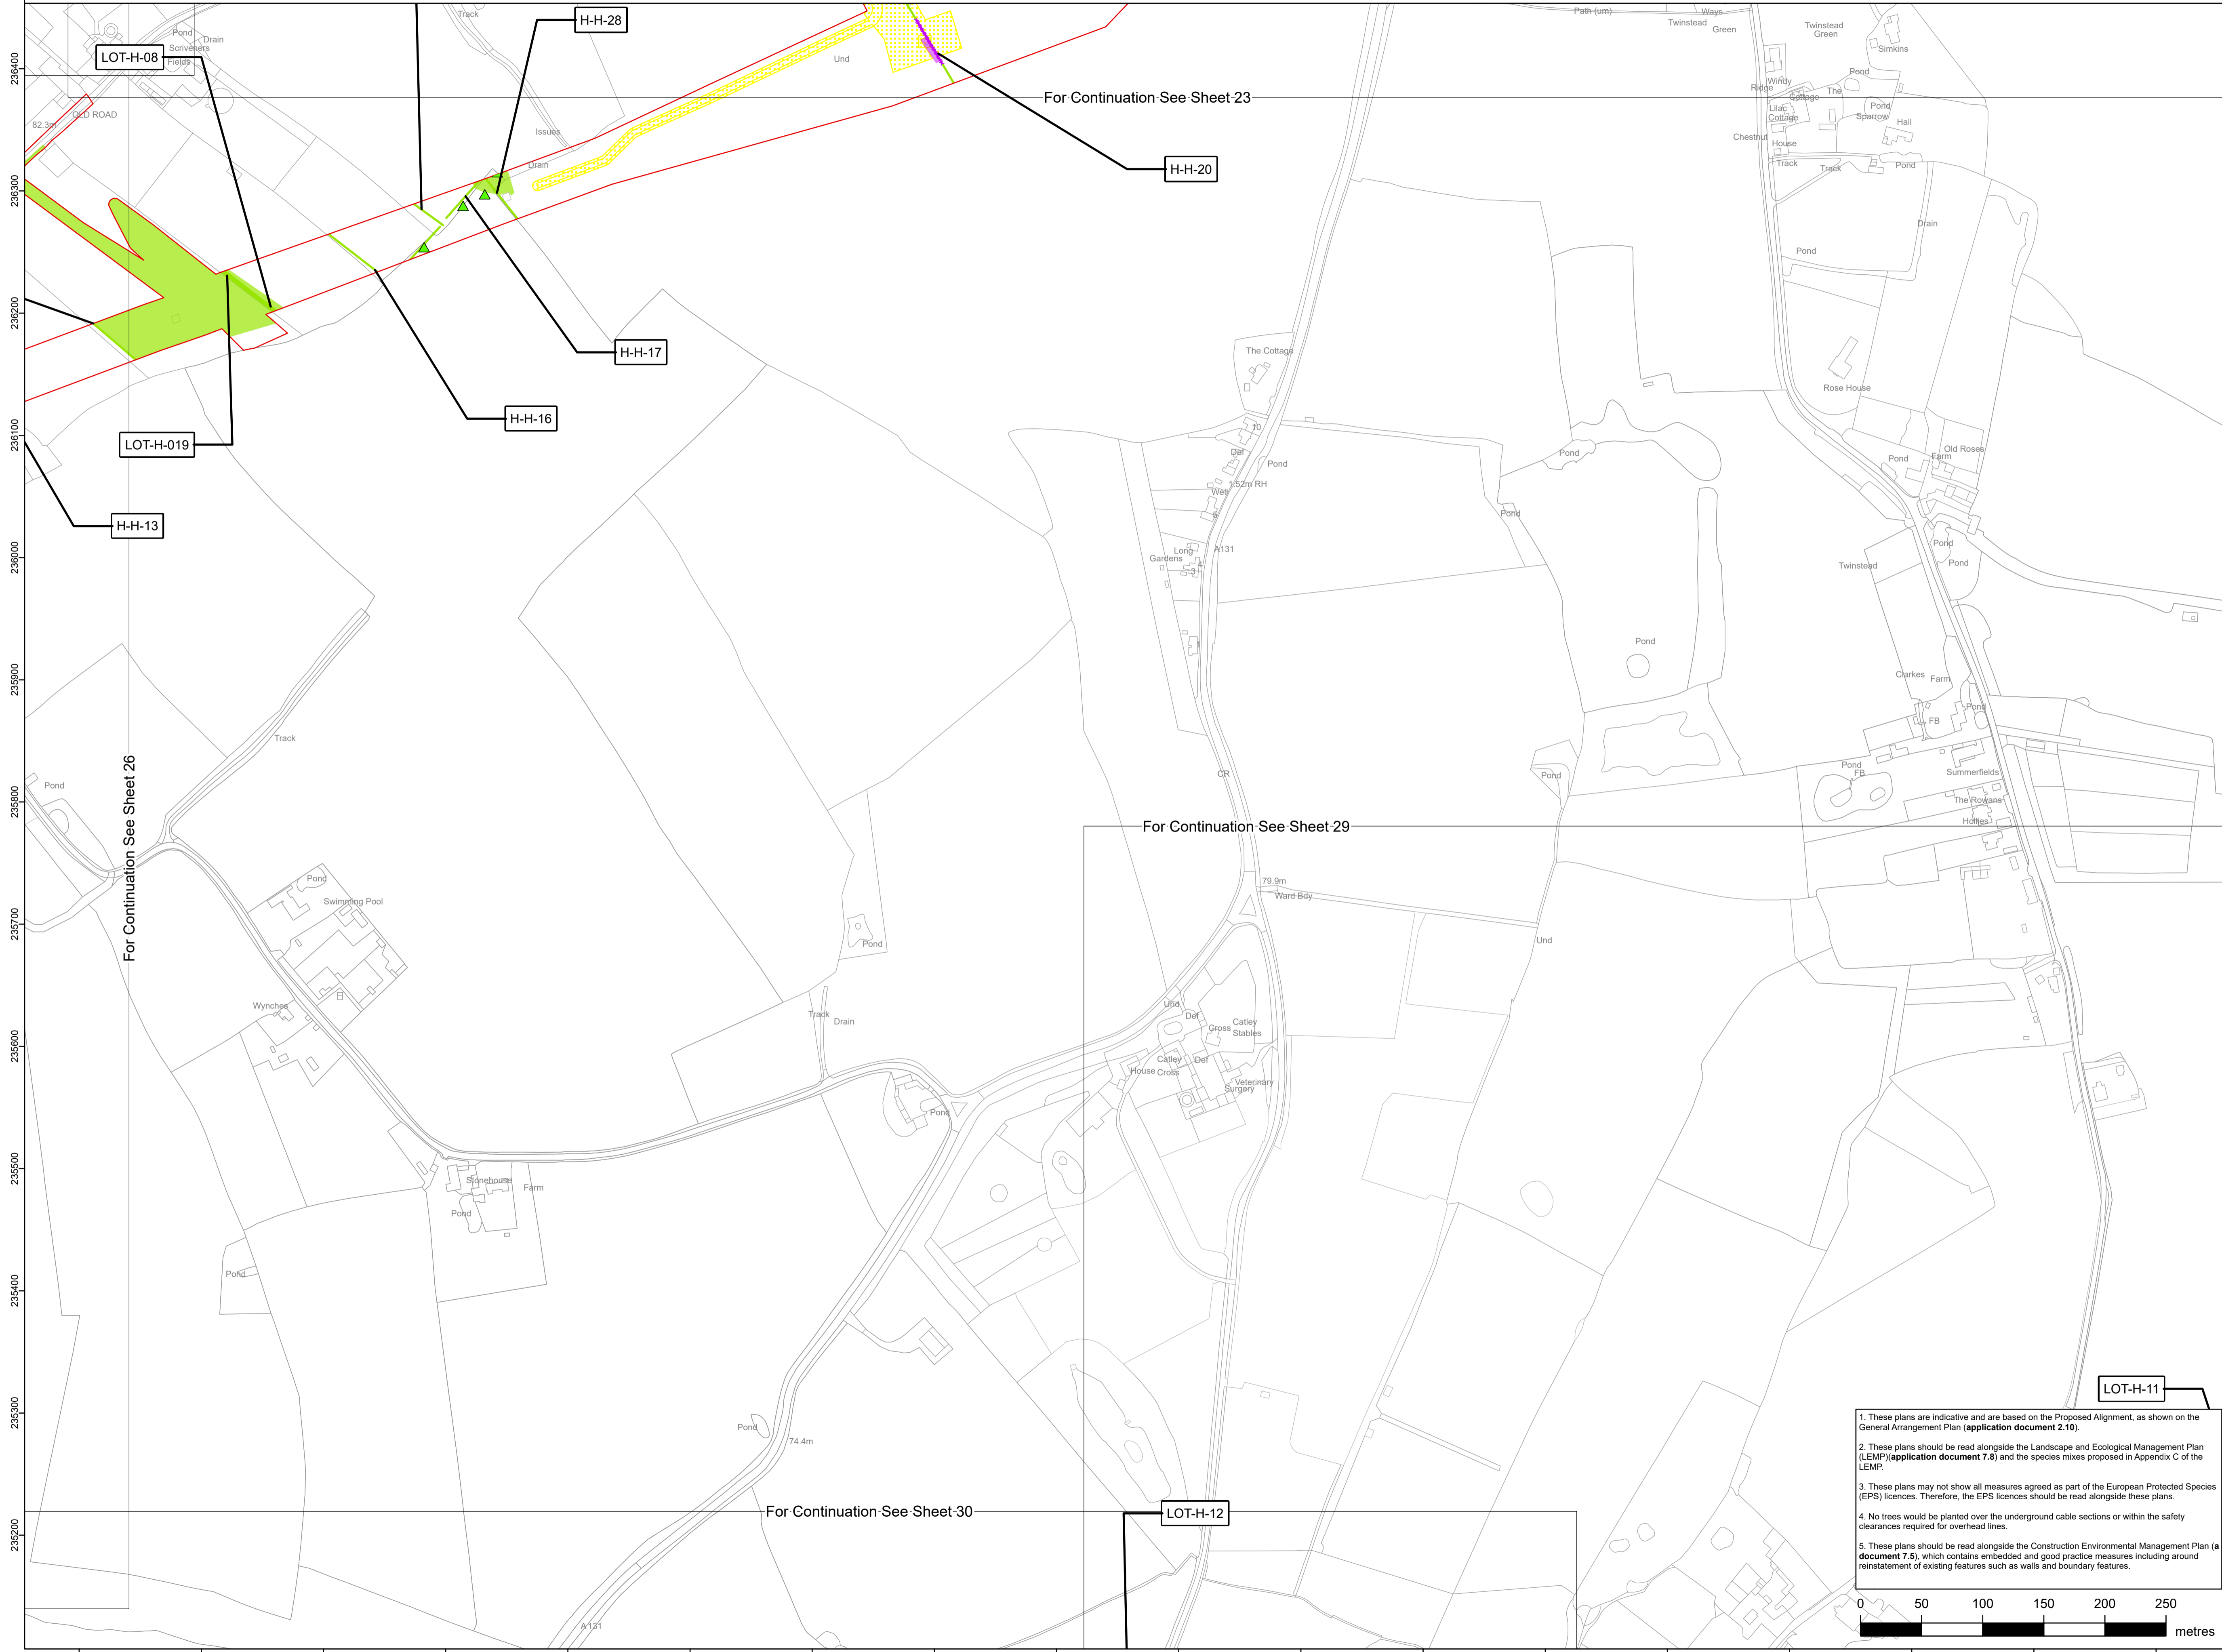 Track
H-H-28
Path (um)
Ways
Twinstead
Green
Twinstead
Green
Pond
Drain
Scriveners
Fields
LOT-H-08
Simkins
Und
236400
For Continuation See Sheet 23
Windy
Ridge
Pond
The
Cottage
Lilac
Cottage
Pond
Sparrow
Hall
82.3m
OLD ROAD
Issues
Chestnut
House
Drain
H-H-20
Track
Track
Pond
236300
Drain
Pond
236200
H-H-17
The Cottage
Rose House
H-H-16
10
236100
LOT-H-019
Def
Pond
Pond
Pond
Farm
Old Roses
1.52m RH
Well
5
Pond
H-H-13
236000
Long
Gardens
A131
4
3
Pond
Pond
Twinstead
1
Pond
235900
Clarkes
Farm
Pond
FB
Track
For Continuation See Sheet 26
CR
Pond
Pond
FB
Summerfields
Pond
235800
The Rowans
Hollies
For Continuation See Sheet 29
Pond
79.9m
Swimming Pool
Ward Bdy
235700
Pond
Und
Wynches
Und
Track
Drain
Def
Cross
Catley
Stables
235600
Catley
Def
House
Cross
Veterinary
Surgery
Pond
235500
Stonehouse
Farm
Pond
Pond
235400
LOT-H-11
235300
Pond
74.4m
1. These plans are indicative and are based on the Proposed Alignment, as shown on the
General Arrangement Plan (application document 2.10).
2. These plans should be read alongside the Landscape and Ecological Management Plan
(LEMP)(application document 7.8) and the species mixes proposed in Appendix C of the
LEMP.
3. These plans may not show all measures agreed as part of the European Protected Species
(EPS) licences. Therefore, the EPS licences should be read alongside these plans.
4. No trees would be planted over the underground cable sections or within the safety
clearances required for overhead lines.
5. These plans should be read alongside the Construction Environmental Management Plan (a
document 7.5), which contains embedded and good practice measures including around
reinstatement of existing features such as walls and boundary features.
For Continuation See Sheet 30
LOT-H-12
235200
A 131
0 50 100 150 200 250
metres